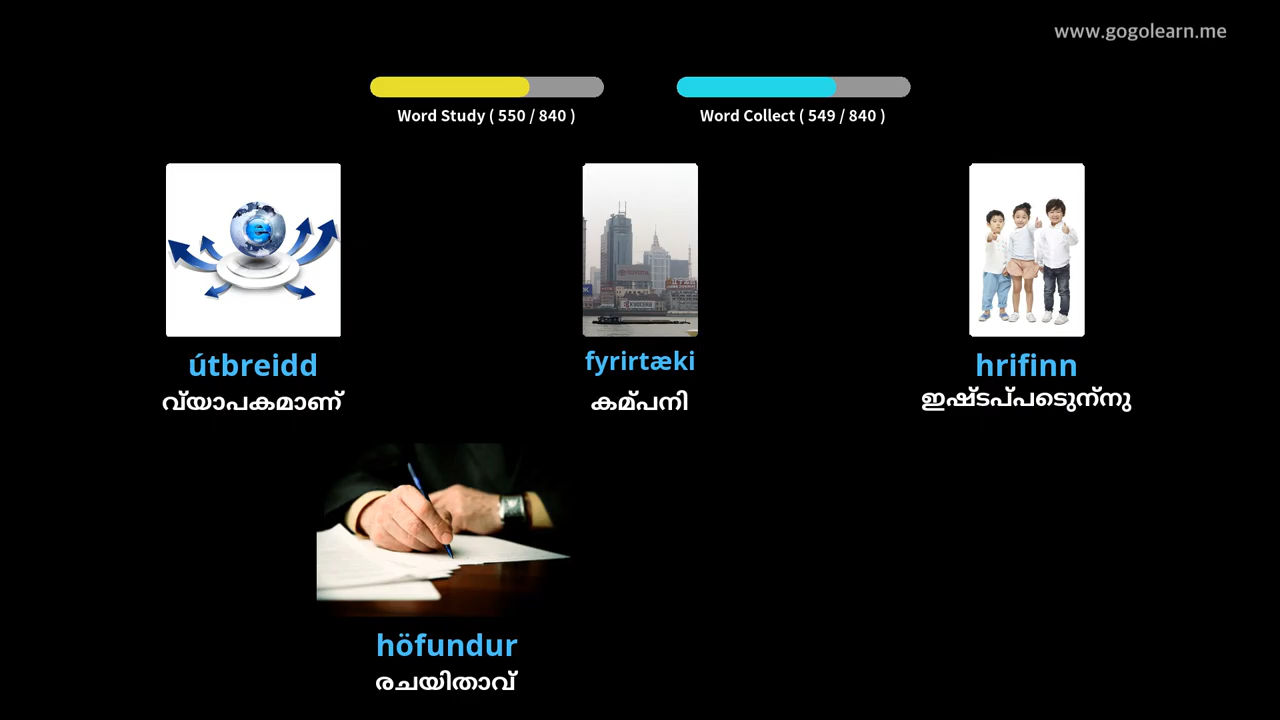 www.gogolearn.me
Word Study ( 550 / 840 )
Word Collect ( 549 / 840 )
útbreidd
fyrirtæki
hrifinn
വ്യാപകമാണ്
കമ്പനി
ഇഷ്ടപ്പടെുന്നു
höfundur
രചയിതാവ്